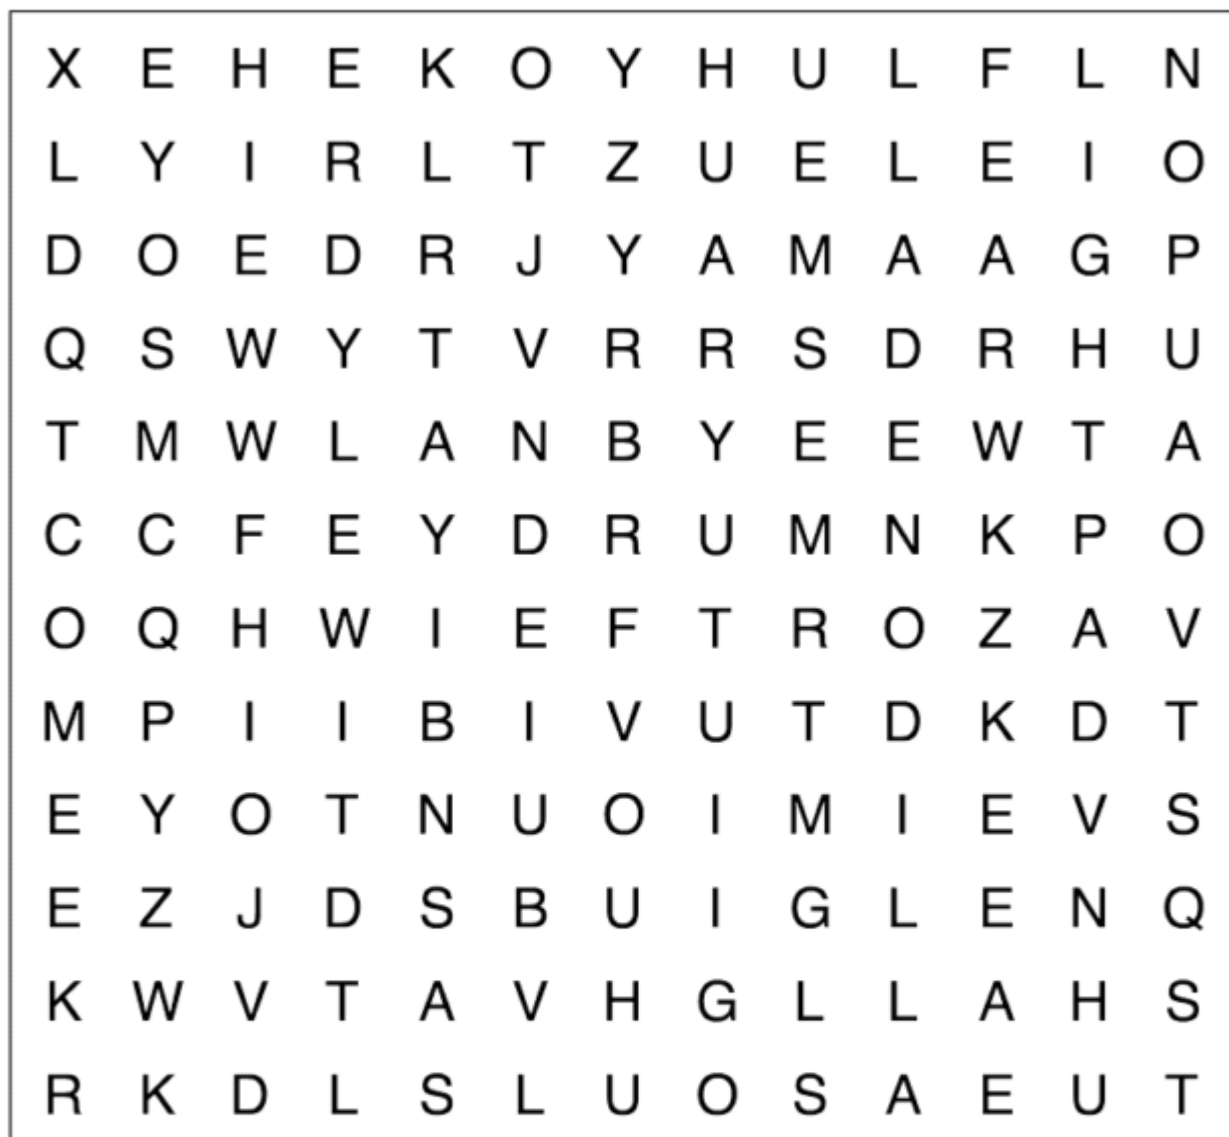 X E H E K O Y H U L F L N
L Y I R L T Z U E L E I O
D O E D R J Y A M A A G P
Q S W Y T V R R S D R H U
T M W L A N B Y E E W T A
C C F E Y D R U M N K P O
O Q H W I E F T R O Z A V
M P I I B I V U T D K D T
E Y O T N U O I M I E V S
E Z J D S B U I G L E N Q
K W V T A V H G L L A H S
R K D L S L U O S A E U T